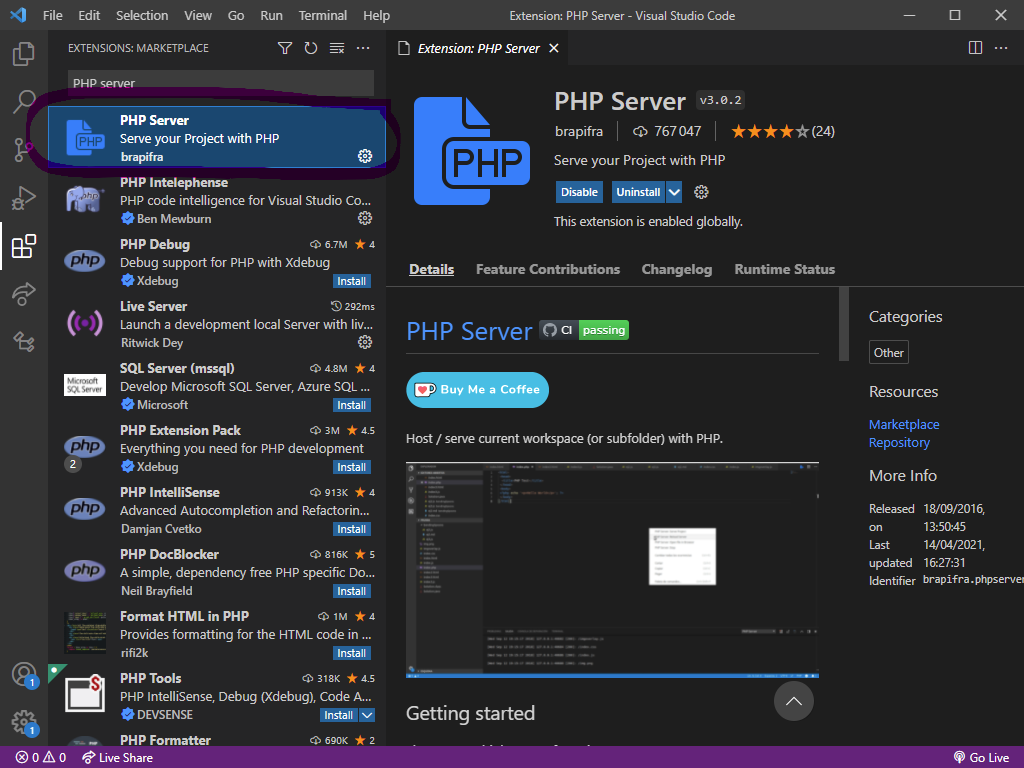 File Edit Selection View Go Run Terminal Help
Extension: PHP Server - Visual Studio Code
EXTENSIONS: MARKETPLACE
PHP server
PHP Server
Serve your Project with PHP
brapifra
PHP Intelephense
PHP code intelligence for Visual Studio Co...
Ben Mewburn
PHP Debug 6.7M 4
Debug support for PHP with Xdebug
Xdebug Install
Live Server 292ms
Launch a development local Server with liv...
Ritwick Dey
Microsoft
SQL Server
SQL Server (mssql) 4.8M 4
Develop Microsoft SQL Server, Azure SQL ...
Microsoft Install
PHP Extension Pack 3M 4.5
Everything you need for PHP development
2
Xdebug Install
PHP IntelliSense 913K 4
Advanced Autocompletion and Refactorin...
Damjan Cvetko Install
PHP DocBlocker 816K 5
A simple, dependency free PHP specific Do...
Neil Brayfield Install
Format HTML in PHP 1M 4
Provides formatting for the HTML code in ...
rifi2k Install
PHP Tools 318K 4.5
PHP IntelliSense, Debug (Xdebug), Code A...
DEVSENSE Install
PHP Formatter 690K 2
1
1
Extension: PHP Server
PHP
PHP Server v3.0.2
brapifra 767047 (24)
Serve your Project with PHP
Disable Uninstall
This extension is enabled globally.
Details Feature Contributions Changelog Runtime Status
PHP Server CI passing
Buy Me a Coffee
Host / serve current workspace (or subfolder) with PHP.
Getting started
Categories
Other
Resources
Marketplace
Repository
More Info
Released 18/09/2016,
on 13:50:45
Last 14/04/2021,
updated 16:27:31
Identifier brapifra.phpserver
0 0 Live Share
Go Live